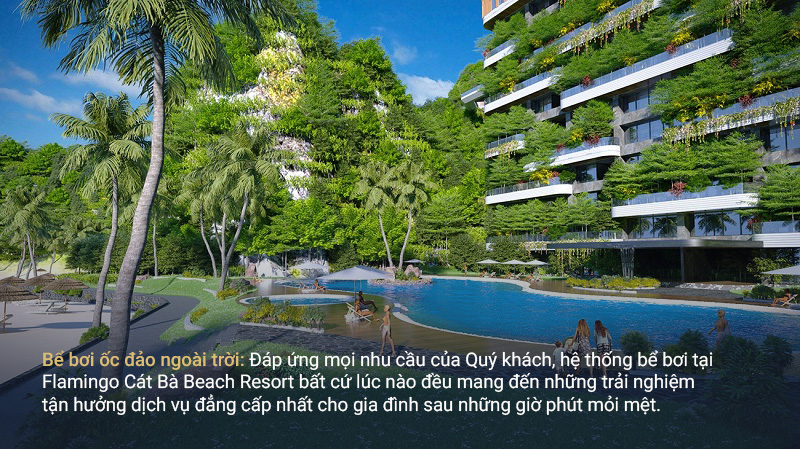 Bể bơi ốc đảo ngoài trời: Đáp ứng mọi nhu cầu của Quý khách, hệ thống bể bơi tại
Flamingo Cát Bà Beach Resort bất cứ lúc nào đều mang đến những trải nghiệm
tận hưởng dịch vụ đẳng cấp nhất cho gia đình sau những giờ phút mỏi mệt.